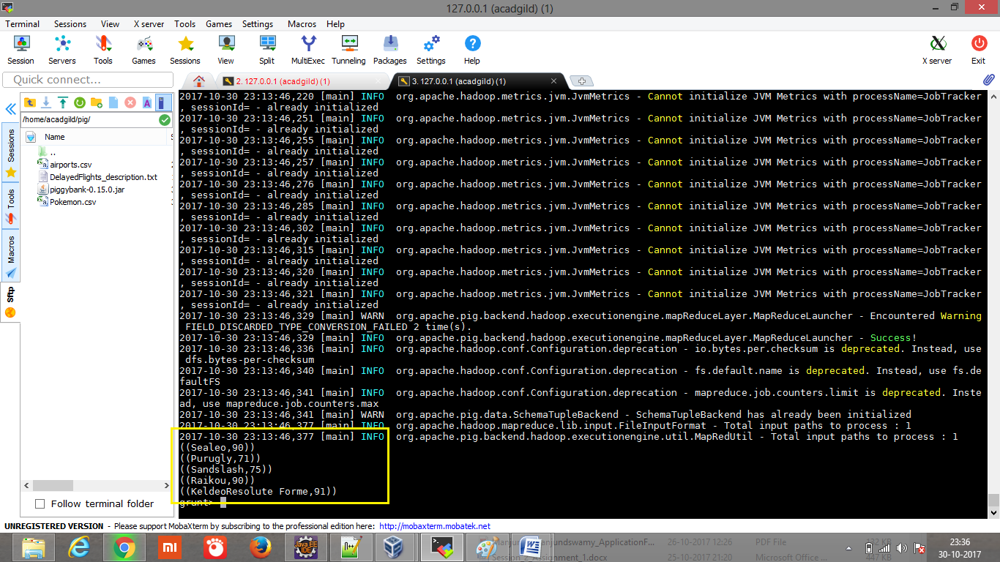 127.0.0.1 (acadgild) (1)
Terminal Sessions View X server Tools Games Settings Macros Help
Session Servers Tools Games Sessions View Split MultiExec Tunneling Packages Settings Help X server Exit
Quick connect...
2. 127.0.0.1 (acadgild) (1)
3. 127.0.0.1 (acadgild) (1)
/home/acadgild/pig/
Name
..
airports.csv
DelayedFlights_description.txt
piggybank-0.15.0.jar
Pokemon.csv
Sessions
Tools
Macros
Sftp
Follow terminal folder
2017-10-30 23:13:46,220 [main] INFO  org.apache.hadoop.metrics.jvm.JvmMetrics - Cannot initialize JVM Metrics with processName=JobTracker
, sessionId= - already initialized
2017-10-30 23:13:46,251 [main] INFO  org.apache.hadoop.metrics.jvm.JvmMetrics - Cannot initialize JVM Metrics with processName=JobTracker
, sessionId= - already initialized
2017-10-30 23:13:46,255 [main] INFO  org.apache.hadoop.metrics.jvm.JvmMetrics - Cannot initialize JVM Metrics with processName=JobTracker
, sessionId= - already initialized
2017-10-30 23:13:46,257 [main] INFO  org.apache.hadoop.metrics.jvm.JvmMetrics - Cannot initialize JVM Metrics with processName=JobTracker
, sessionId= - already initialized
2017-10-30 23:13:46,276 [main] INFO  org.apache.hadoop.metrics.jvm.JvmMetrics - Cannot initialize JVM Metrics with processName=JobTracker
, sessionId= - already initialized
2017-10-30 23:13:46,285 [main] INFO  org.apache.hadoop.metrics.jvm.JvmMetrics - Cannot initialize JVM Metrics with processName=JobTracker
, sessionId= - already initialized
2017-10-30 23:13:46,302 [main] INFO  org.apache.hadoop.metrics.jvm.JvmMetrics - Cannot initialize JVM Metrics with processName=JobTracker
, sessionId= - already initialized
2017-10-30 23:13:46,315 [main] INFO  org.apache.hadoop.metrics.jvm.JvmMetrics - Cannot initialize JVM Metrics with processName=JobTracker
, sessionId= - already initialized
2017-10-30 23:13:46,320 [main] INFO  org.apache.hadoop.metrics.jvm.JvmMetrics - Cannot initialize JVM Metrics with processName=JobTracker
, sessionId= - already initialized
2017-10-30 23:13:46,321 [main] INFO  org.apache.hadoop.metrics.jvm.JvmMetrics - Cannot initialize JVM Metrics with processName=JobTracker
, sessionId= - already initialized
2017-10-30 23:13:46,329 [main] WARN  org.apache.pig.backend.hadoop.executionengine.mapReduceLayer.MapReduceLauncher - Encountered Warning
FIELD_DISCARDED_TYPE_CONVERSION_FAILED 2 time(s).
2017-10-30 23:13:46,329 [main] INFO  org.apache.pig.backend.hadoop.executionengine.mapReduceLayer.MapReduceLauncher - Success!
2017-10-30 23:13:46,336 [main] INFO  org.apache.hadoop.conf.Configuration.deprecation - io.bytes.per.checksum is deprecated. Instead, use
dfs.bytes-per-checksum
2017-10-30 23:13:46,340 [main] INFO  org.apache.hadoop.conf.Configuration.deprecation - fs.default.name is deprecated. Instead, use fs.de
faultFS
2017-10-30 23:13:46,341 [main] INFO  org.apache.hadoop.conf.Configuration.deprecation - mapreduce.job.counters.limit is deprecated. Inste
ad, use mapreduce.job.counters.max
2017-10-30 23:13:46,341 [main] WARN  org.apache.pig.data.SchemaTupleBackend - SchemaTupleBackend has already been initialized
2017-10-30 23:13:46,377 [main] INFO  org.apache.hadoop.mapreduce.lib.input.FileInputFormat - Total input paths to process : 1
2017-10-30 23:13:46,377 [main] INFO  org.apache.pig.backend.hadoop.executionengine.util.MapRedUtil - Total input paths to process : 1
((Sealeo,90))
((Purugly,71))
((Sandslash,75))
((Raikou,90))
((KeldeoResolute Forme,91))
grunt>
UNREGISTERED VERSION - Please support MobaXterm by subscribing to the professional edition here: http://mobaxterm.mobatek.net
26-10-2017 12:26 PDF File
Session_2_Assignment_1.docx 25-10-2017 21:20 Microsoft Office ... 447 KB
23:36
30-10-2017